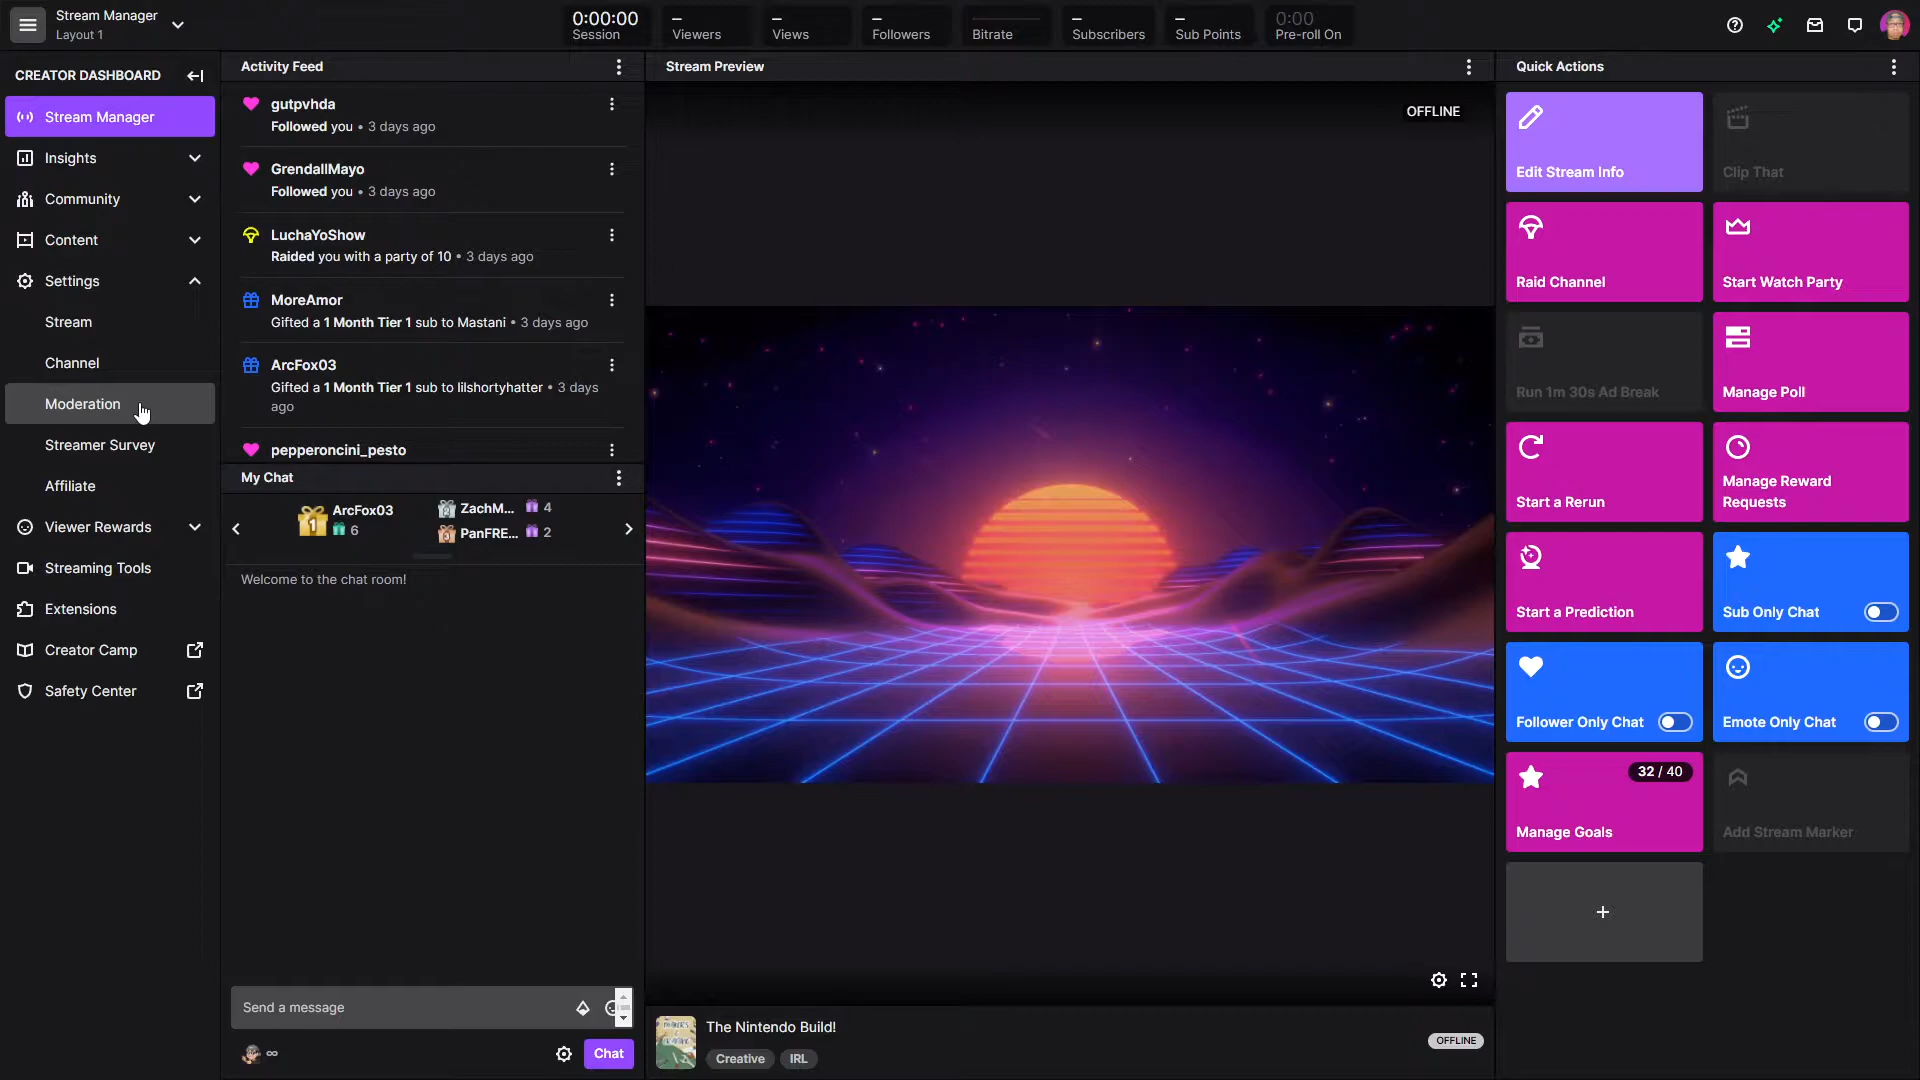 Stream Manager
Layout 1
0:00:00
Session
–
Viewers
–
Views
–
Followers
Bitrate
–
Subscribers
–
Sub Points
0:00
Pre-roll On
CREATOR DASHBOARD
Stream Manager
Insights
Community
Content
Settings
Stream
Channel
Moderation
Streamer Survey
Affiliate
Viewer Rewards
Streaming Tools
Extensions
Creator Camp
Safety Center
Activity Feed
gutpvhda
Followed you • 3 days ago
GrendallMayo
Followed you • 3 days ago
LuchaYoShow
Raided you with a party of 10 • 3 days ago
MoreAmor
Gifted a 1 Month Tier 1 sub to Mastani • 3 days ago
ArcFox03
Gifted a 1 Month Tier 1 sub to lilshortyhatter • 3 days
ago
pepperoncini_pesto
My Chat
1
ArcFox03
6
2
ZachM...
4
3
PanFRE...
2
Welcome to the chat room!
Send a message
∞
Chat
Stream Preview
OFFLINE
The Nintendo Build!
Creative
IRL
OFFLINE
Quick Actions
Edit Stream Info
Clip That
Raid Channel
Start Watch Party
Run 1m 30s Ad Break
Manage Poll
Start a Rerun
Manage Reward
Requests
Start a Prediction
Sub Only Chat
Follower Only Chat
Emote Only Chat
32 / 40
Manage Goals
Add Stream Marker
+